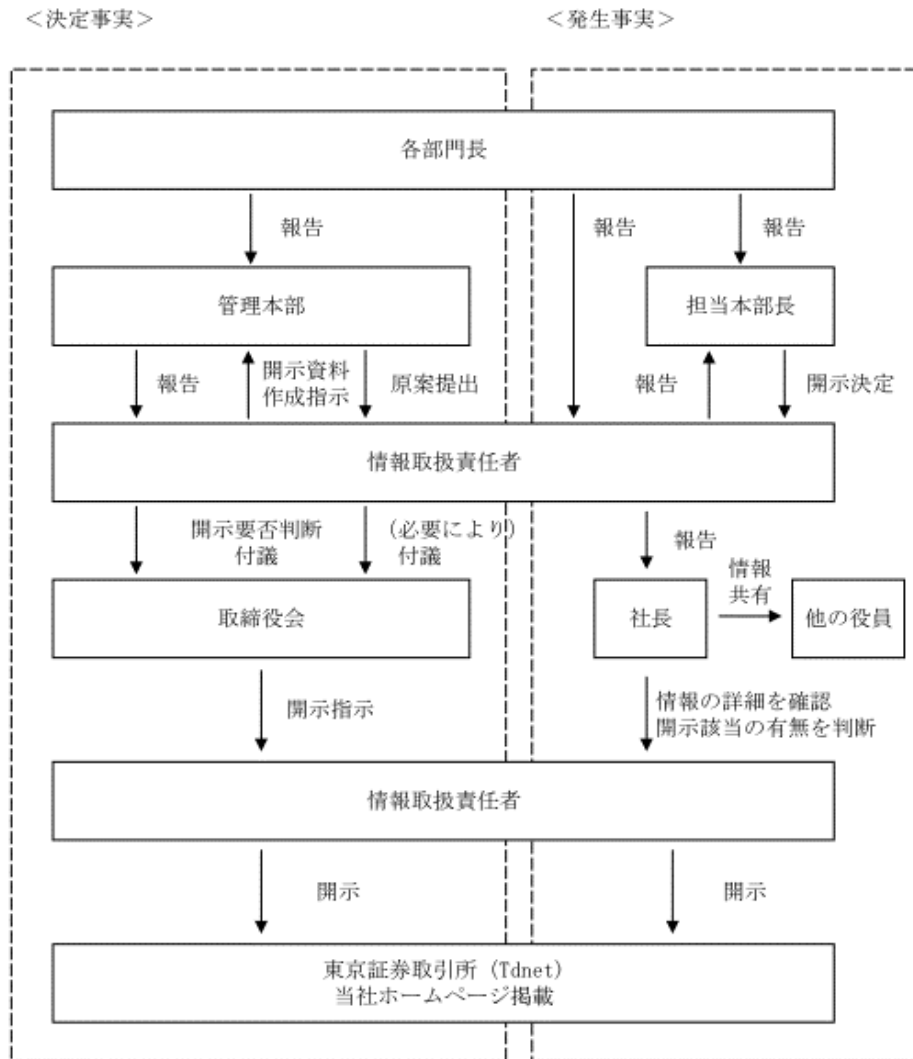 <決定事実>
<発生事実>
各部門長
報告
報告
報告
管理本部
担当本部長
報告
開示資料
作成指示
原案提出
報告
開示決定
情報取扱責任者
開示要否判断
付議
(必要により)
付議
報告
情報
共有
取締役会
社長
他の役員
開示指示
情報の詳細を確認
開示該当の有無を判断
情報取扱責任者
開示
開示
東京証券取引所 (Tdnet)
当社ホームページ掲載